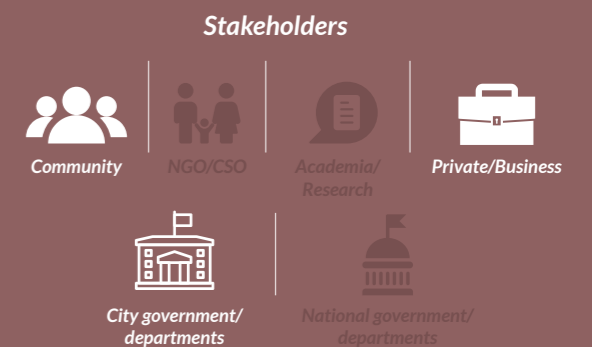 Stakeholders
Community
NGO/CSO
Academia/
Research
Private/Business
City government/
departments
National government/
departments